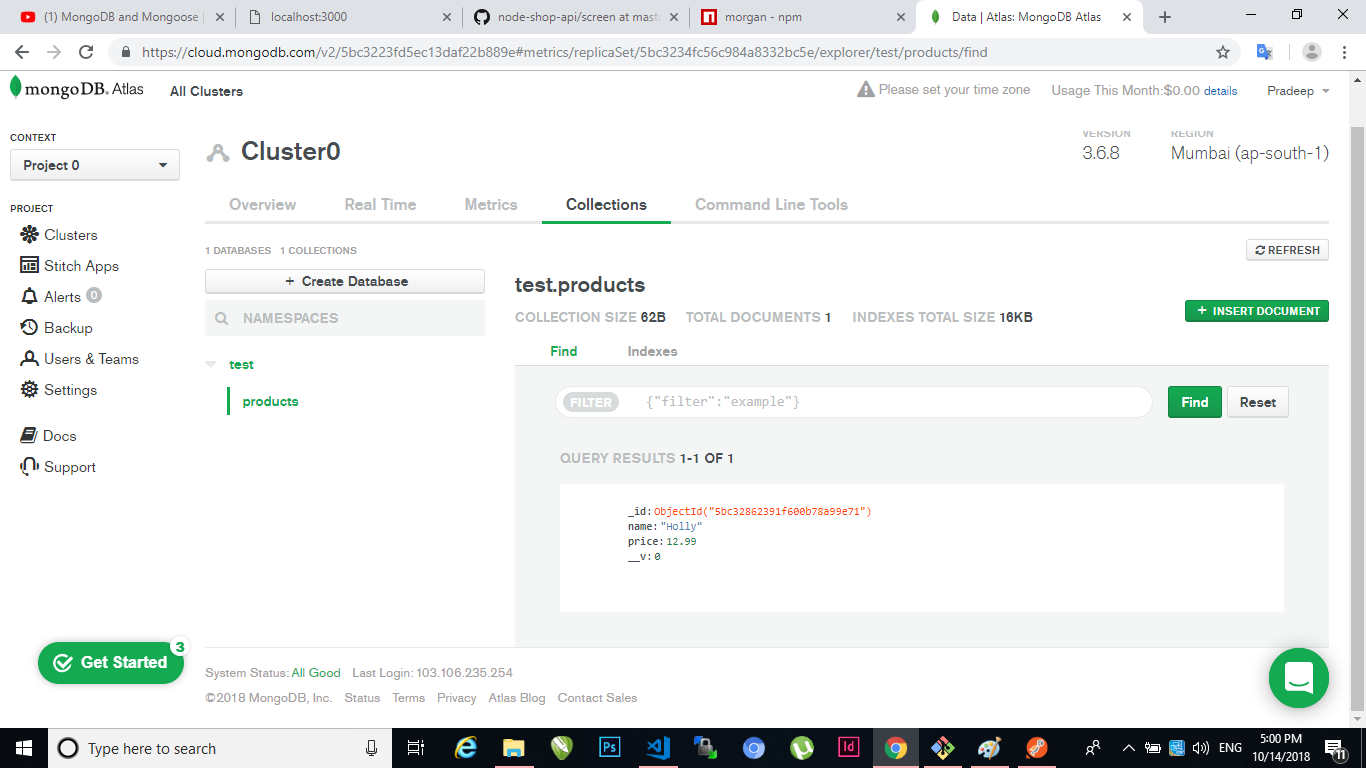 (1) MongoDB and Mongoose |
localhost:3000
node-shop-api/screen at mast
morgan - npm
Data | Atlas: MongoDB Atlas
https://cloud.mongodb.com/v2/5bc3223fd5ec13daf22b889e#metrics/replicaSet/5bc3234fc56c984a8332bc5e/explorer/test/products/find
mongoDB. Atlas
All Clusters
Please set your time zone
Usage This Month:$0.00 details
Pradeep
CONTEXT
Project 0
PROJECT
Clusters
Stitch Apps
Alerts 0
Backup
Users & Teams
Settings
Docs
Support
Cluster0
VERSION
3.6.8
REGION
Mumbai (ap-south-1)
Overview
Real Time
Metrics
Collections
Command Line Tools
1 DATABASES 1 COLLECTIONS
REFRESH
+ Create Database
NAMESPACES
test
products
test.products
COLLECTION SIZE 62B TOTAL DOCUMENTS 1 INDEXES TOTAL SIZE 16KB
+ INSERT DOCUMENT
Find
Indexes
FILTER {"filter":"example"}
Find
Reset
QUERY RESULTS 1-1 OF 1
_id:ObjectId("5bc32862391f600b78a99e71")
name:"Holly"
price:12.99
__v:0
Get Started
3
System Status: All Good Last Login: 103.106.235.254
©2018 MongoDB, Inc. Status Terms Privacy Atlas Blog Contact Sales
Type here to search
Ps
Id
ENG
5:00 PM
10/14/2018
11